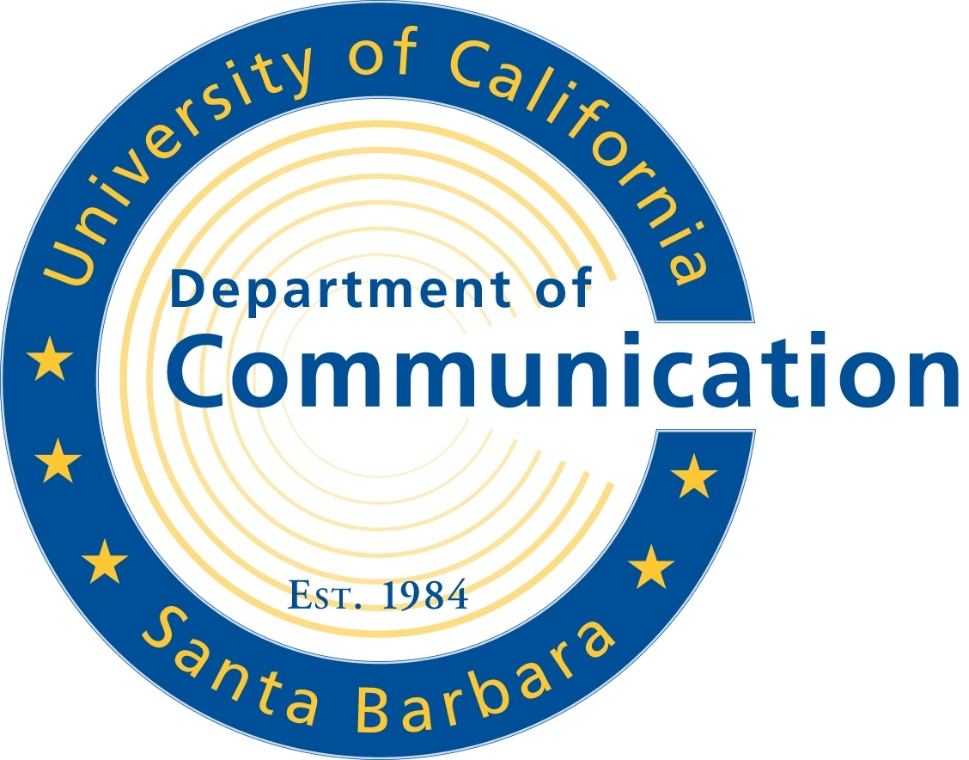 University of California
Department of
Communication
Est. 1984
Santa Barbara